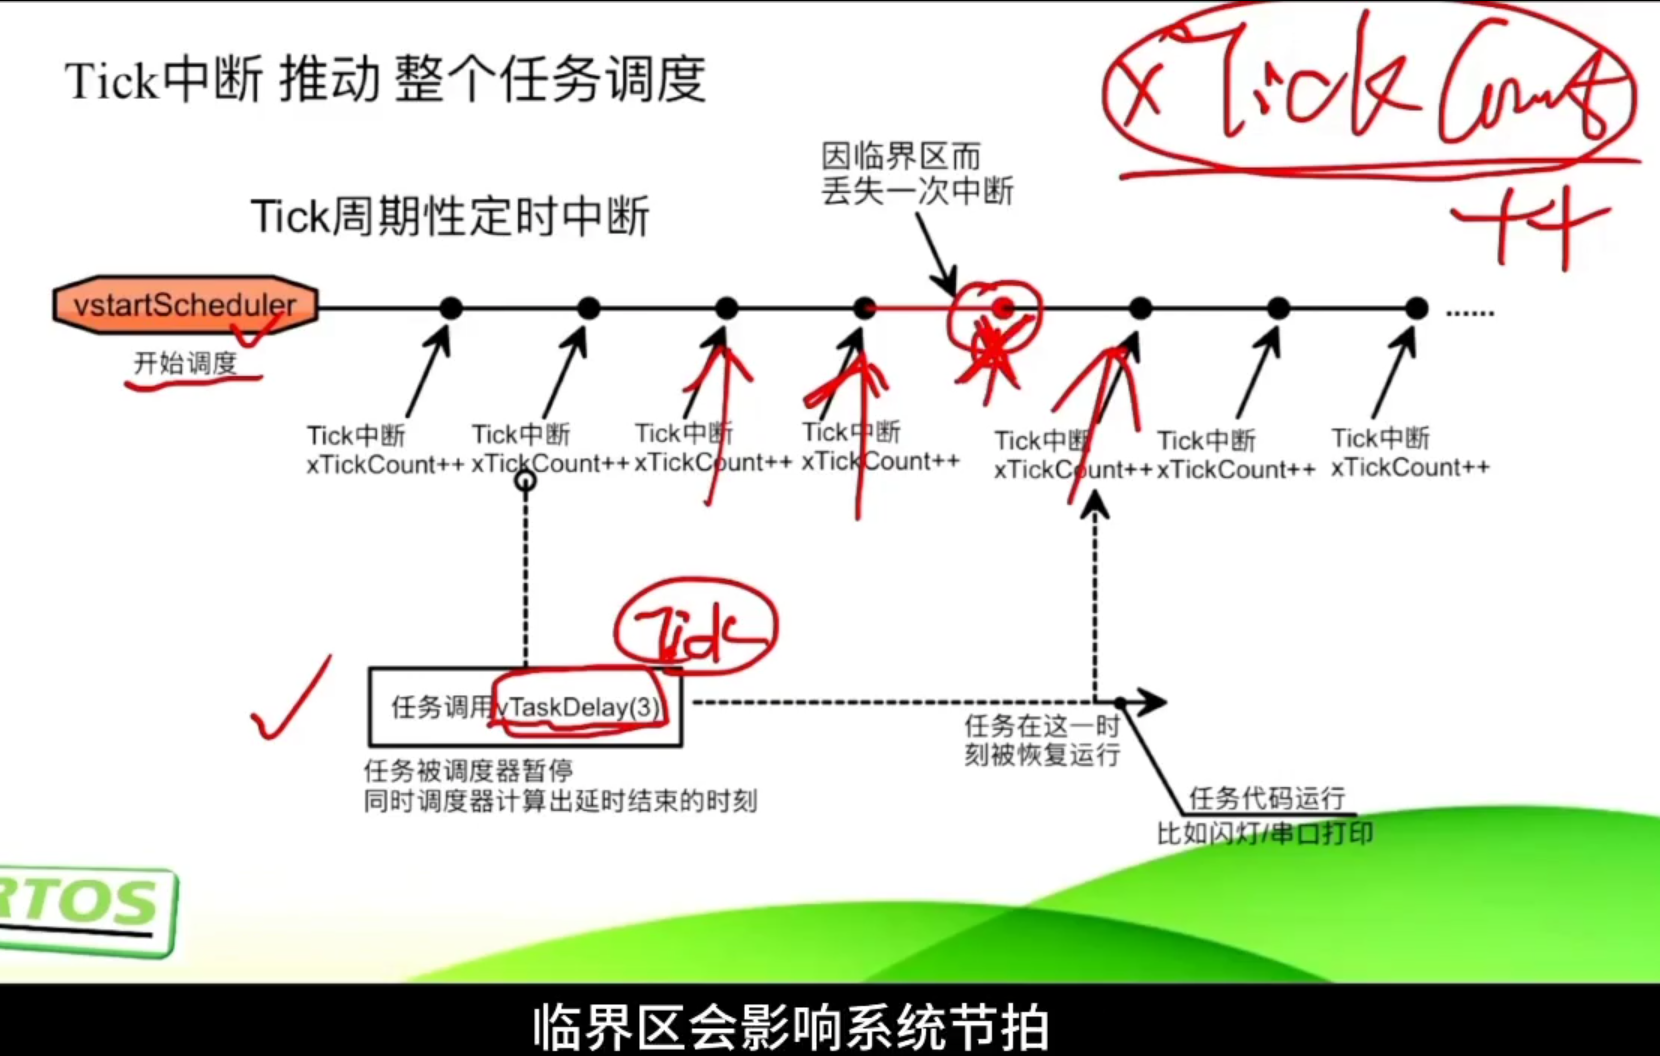 Tick中断 推动 整个任务调度
xTickCount
++
因临界区而
丢失一次中断
Tick周期性定时中断
vstartScheduler
......
开始调度
Tick中断
xTickCount++
Tick中断
xTickCount++
Tick中断
xTickCount++
Tick中断
xTickCount++
Tick中断
xTickCount++
Tick中断
xTickCount++
Tick中断
xTickCount++
Tick
任务调用vTaskDelay(3)
任务被调度器暂停
同时调度器计算出延时结束的时刻
任务在这一时
刻被恢复运行
任务代码运行
比如闪灯/串口打印
RTOS
临界区会影响系统节拍